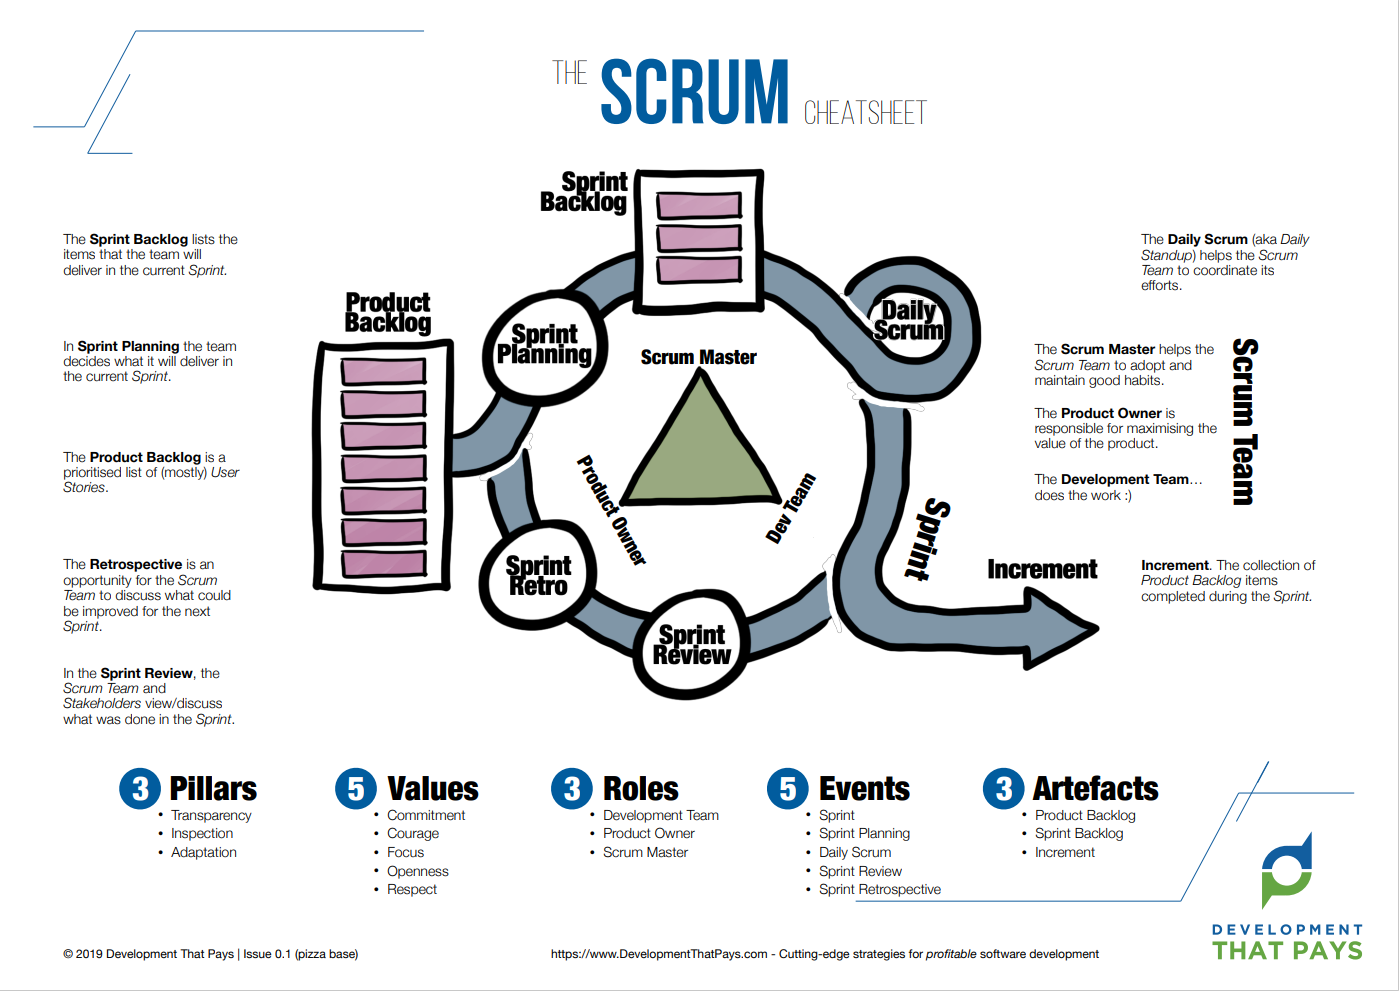 THE SCRUM CHEATSHEET
Sprint
Backlog
The Sprint Backlog lists the
items that the team will
deliver in the current Sprint.
In Sprint Planning the team
decides what it will deliver in
the current Sprint.
The Product Backlog is a
prioritised list of (mostly) User
Stories.
The Retrospective is an
opportunity for the Scrum
Team to discuss what could
be improved for the next
Sprint.
In the Sprint Review, the
Scrum Team and
Stakeholders view/discuss
what was done in the Sprint.
Product
Backlog
Sprint
Planning
Daily
Scrum
Scrum Master
Product Owner
Dev Team
Sprint
Retro
Sprint
Review
Sprint
Increment
The Daily Scrum (aka Daily
Standup) helps the Scrum
Team to coordinate its
efforts.
The Scrum Master helps the
Scrum Team to adopt and
maintain good habits.
The Product Owner is
responsible for maximising the
value of the product.
The Development Team...
does the work :)
Scrum Team
Increment. The collection of
Product Backlog items
completed during the Sprint.
3 Pillars
• Transparency
• Inspection
• Adaptation
5 Values
• Commitment
• Courage
• Focus
• Openness
• Respect
3 Roles
• Development Team
• Product Owner
• Scrum Master
5 Events
• Sprint
• Sprint Planning
• Daily Scrum
• Sprint Review
• Sprint Retrospective
3 Artefacts
• Product Backlog
• Sprint Backlog
• Increment
DEVELOPMENT
THAT PAYS
© 2019 Development That Pays | Issue 0.1 (pizza base)
https://www.DevelopmentThatPays.com - Cutting-edge strategies for profitable software development